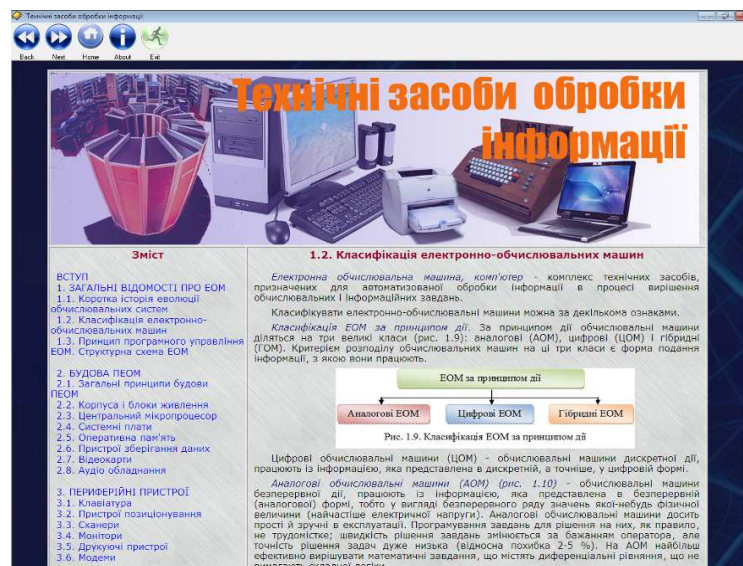 Технічні засоби обробки інформації
Back Next Home About Exit
Технічні засоби обробки
інформації
Зміст
ВСТУП
1. ЗАГАЛЬНІ ВІДОМОСТІ ПРО ЕОМ
1.1. Коротка історія еволюції
обчислювальних систем
1.2. Класифікація електронно-
обчислювальних машин
1.3. Принцип програмного управління
ЕОМ. Структурна схема ЕОМ
2. БУДОВА ПЕОМ
2.1. Загальні принципи будови
ПЕОМ
2.2. Корпуса і блоки живлення
2.3. Центральний мікропроцесор
2.4. Системні плати
2.5. Оперативна пам'ять
2.6. Пристрої зберігання даних
2.7. Відеокарти
2.8. Аудіо обладнання
3. ПЕРИФЕРІЙНІ ПРИСТРОЇ
3.1. Клавіатура
3.2. Пристрої позиціонування
3.3. Сканери
3.4. Монітори
3.5. Друкуючі пристрої
3.6. Модеми
1.2. Класифікація електронно-обчислювальних машин
Електронна обчислювальна машина, комп'ютер - комплекс технічних засобів,
призначених для автоматизованої обробки інформації в процесі вирішення
обчислювальних і інформаційних завдань.
Класифікувати електронно-обчислювальні машини можна за декількома ознаками.
Класифікація ЕОМ за принципом дії. За принципом дії обчислювальні машини
діляться на три великі класи (рис. 1.9): аналогові (АОМ), цифрові (ЦОМ) і гібридні
(ГОМ). Критерієм розподілу обчислювальних машин на ці три класи є форма подання
інформації, з якою вони працюють.
ЕОМ за принципом дії
Аналогові ЕОМ Цифрові ЕОМ Гібридні ЕОМ
Рис. 1.9. Класифікація ЕОМ за принципом дії
Цифрові обчислювальні машини (ЦОМ) - обчислювальні машини дискретної дії,
працюють із інформацією, яка представлена в дискретній, а точніше, у цифровій формі.
Аналогові обчислювальні машини (АОМ) (рис. 1.10) - обчислювальні машини
безперервної дії, працюють із інформацією, яка представлена в безперервній
(аналогової) формі, тобто у вигляді безперервного ряду значень якої-небудь фізичної
величини (найчастіше електричної напруги). Аналогові обчислювальні машини досить
прості й зручні в експлуатації. Програмування завдань для рішення на них, як правило,
не трудомістке; швидкість рішення завдань змінюється за бажанням оператора, але
точність рішення задач дуже низька (відносна похибка 2-5 %). На АОМ найбільш
ефективно вирішувати математичні завдання, що містять диференціальні рівняння, що не
вимагають складної логіки.